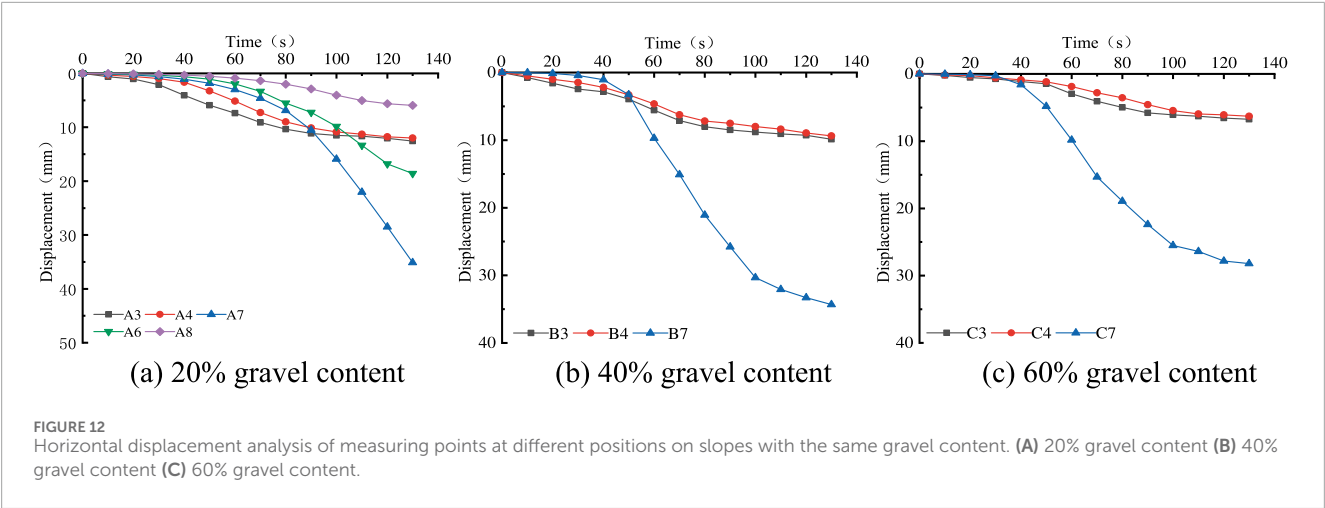 Time（s）
0 20 40 60 80 100 120 140
0
10
20
30
40
50
Displacement（mm）
A3 A4 A7
A6 A8
(a) 20% gravel content
Time（s）
0 20 40 60 80 100 120 140
0
10
20
30
40
Displacement（mm）
B3 B4 B7
(b) 40% gravel content
Time（s）
0 20 40 60 80 100 120 140
0
10
20
30
40
Displacement（mm）
C3 C4 C7
(c) 60% gravel content
FIGURE 12
Horizontal displacement analysis of measuring points at different positions on slopes with the same gravel content. (A) 20% gravel content (B) 40%
gravel content (C) 60% gravel content.